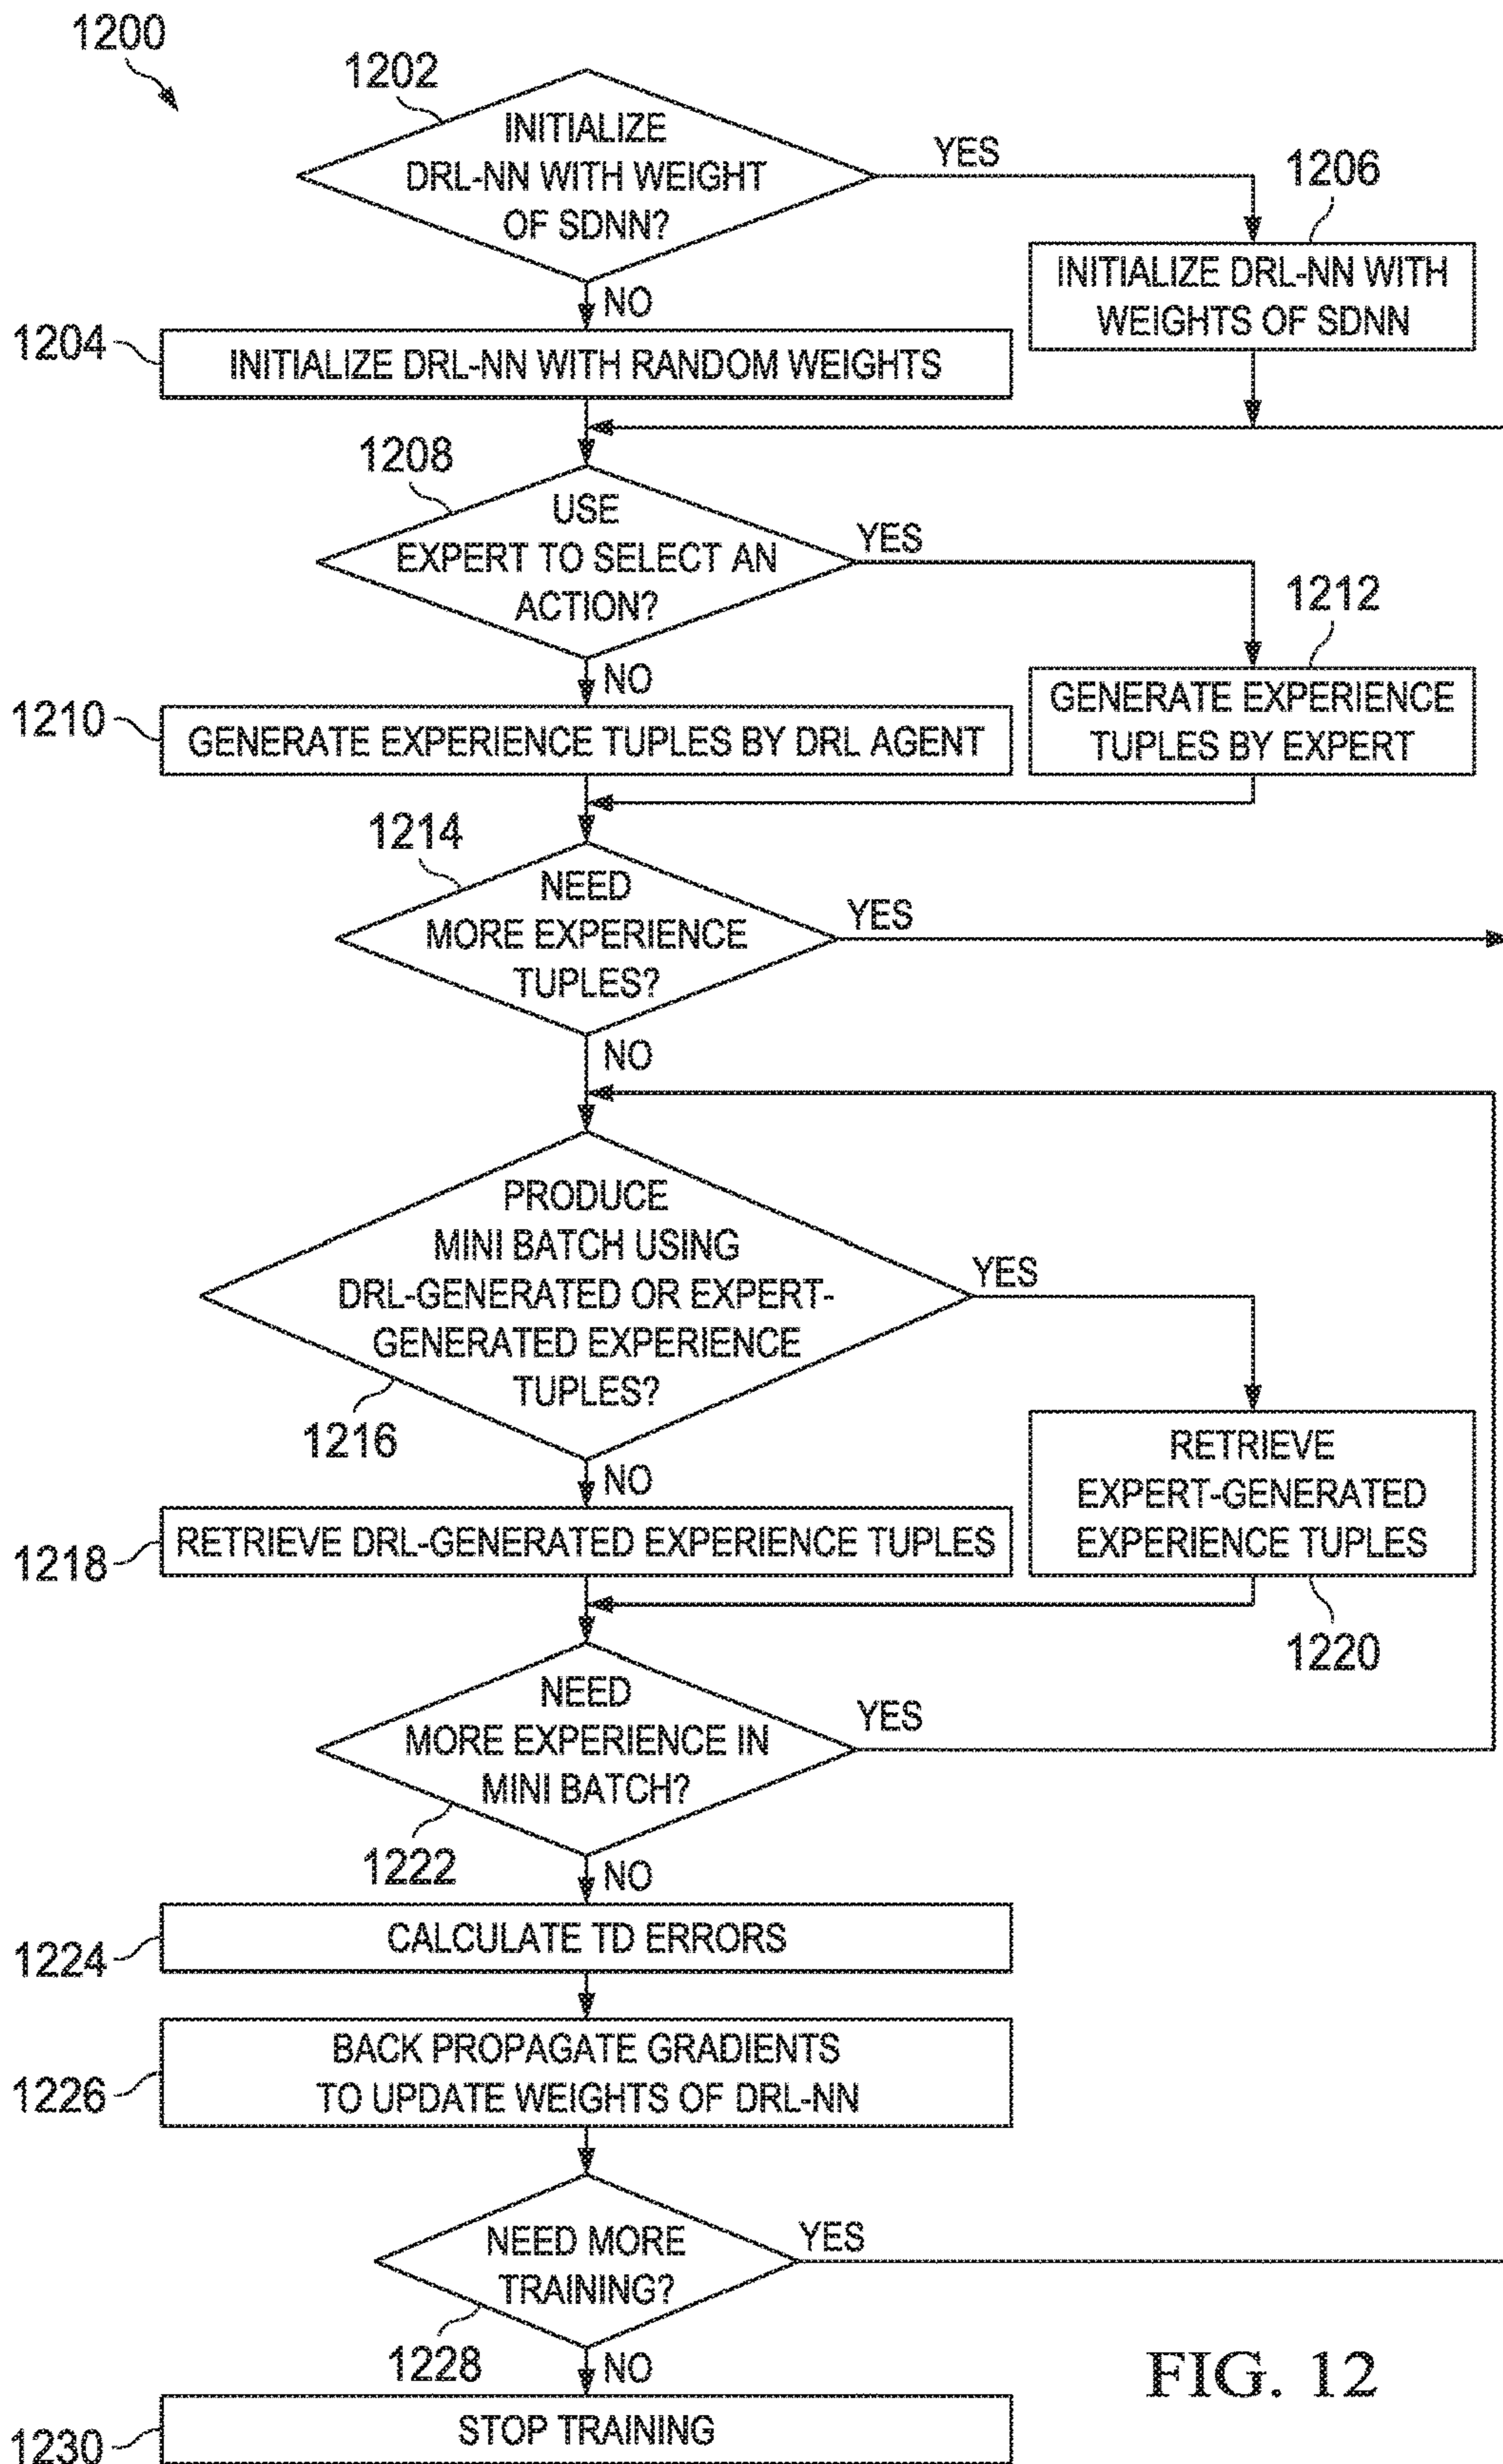 1200
1202
INITIALIZE
DRL-NN WITH WEIGHT
OF SDNN?
YES
1206
INITIALIZE DRL-NN WITH
WEIGHTS OF SDNN
NO
1204
INITIALIZE DRL-NN WITH RANDOM WEIGHTS
1208
USE
EXPERT TO SELECT AN
ACTION?
YES
1212
GENERATE EXPERIENCE
TUPLES BY EXPERT
NO
1210
GENERATE EXPERIENCE TUPLES BY DRL AGENT
1214
NEED
MORE EXPERIENCE
TUPLES?
YES
NO
PRODUCE
MINI BATCH USING
DRL-GENERATED OR EXPERT-
GENERATED EXPERIENCE
TUPLES?
YES
1216
NO
RETRIEVE
EXPERT-GENERATED
EXPERIENCE TUPLES
1220
1218
RETRIEVE DRL-GENERATED EXPERIENCE TUPLES
NEED
MORE EXPERIENCE IN
MINI BATCH?
YES
1222
NO
1224
CALCULATE TD ERRORS
1226
BACK PROPAGATE GRADIENTS
TO UPDATE WEIGHTS OF DRL-NN
NEED MORE
TRAINING?
YES
1228
NO
1230
STOP TRAINING
FIG. 12